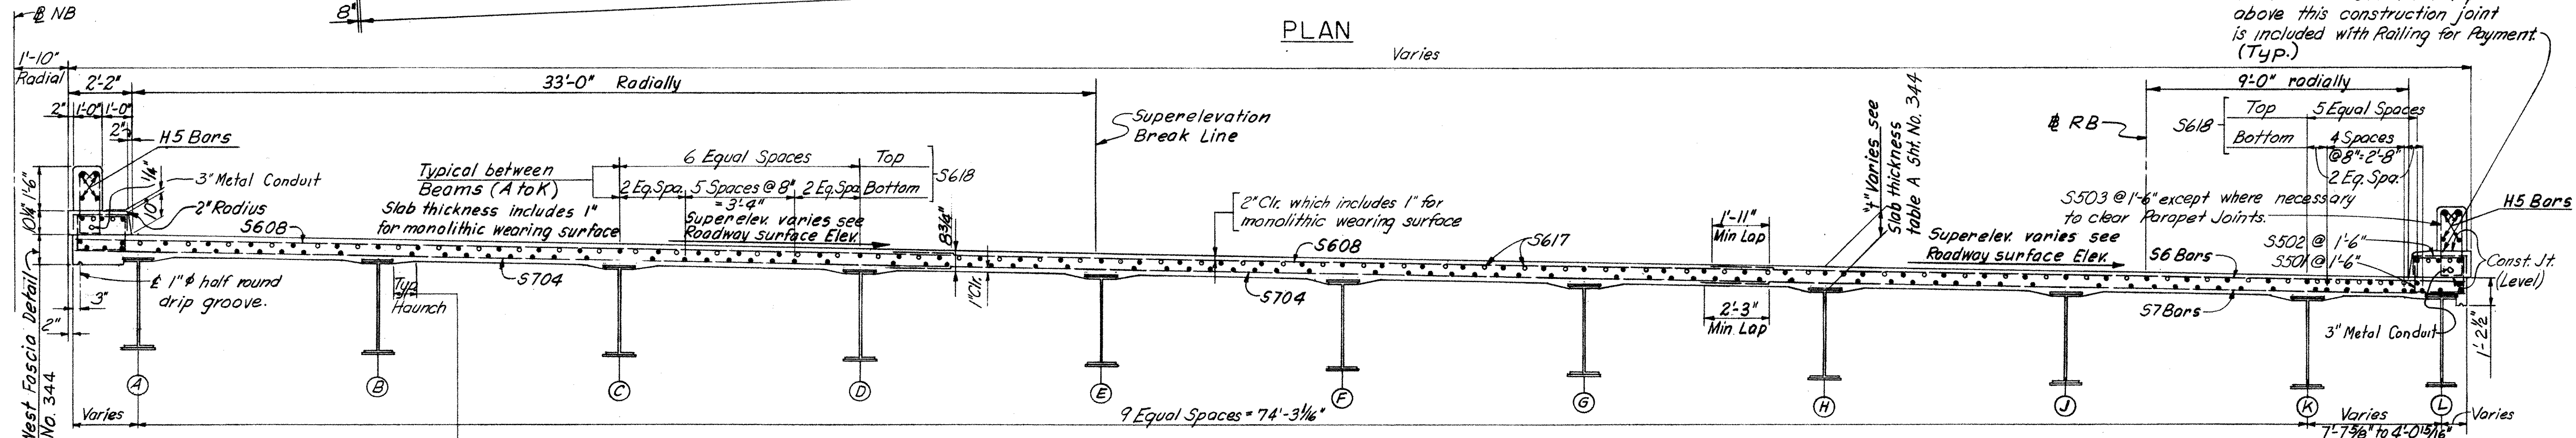 ℄ NB
8"
PLAN
above this construction joint
is included with Railing for Payment.
(Typ.)
Varies
1'-10"
Radial
2'-2"
33'-0" Radially
9'-0" radially
2"
1'-0"
1'-0"
2"
H5 Bars
Superelevation
Break Line
"t" Varies see
Slab thickness
table A Sht. No. 344
RB
S618
Top
5 Equal Spaces
Bottom
4 Spaces
@8"=2'-8"
2 Eq. Spa.
Typical between
Beams (A to K)
6 Equal Spaces
Top
S618
2 Eq. Spa.
5 Spaces @ 8"
= 3'-4"
2 Eq. Spa
Bottom
1'-6"
10¼"
10"
3" Metal Conduit
2" Radius
Slab thickness includes 1"
for monolithic wearing surface
Superelev. varies see
Roadway surface Elev.
S608
8¾"
2" Clr. which includes 1" for
monolithic wearing surface
S608
S617
1'-11"
Min Lap
S503 @ 1'-6" except where necessary
to clear Parapet Joints.
H5 Bars
Superelev. varies see
Roadway surface Elev.
S6 Bars
S502 @ 1'-6"
S501 @ 1'-6"
Const. Jt.
(Level)
℄ 1" ϕ half round
drip groove.
3"
2"
S704
Typ
Haunch
1" Clr.
S704
2'-3"
Min Lap
S7 Bars
3" Metal Conduit
1'-2½"
West Fascia Detail
No. 344
A
B
C
D
E
F
G
H
J
K
L
Varies
9 Equal Spaces = 74'-3 1/16"
Varies
7'-7 5/8" to 4'-0 15/16"
Varies